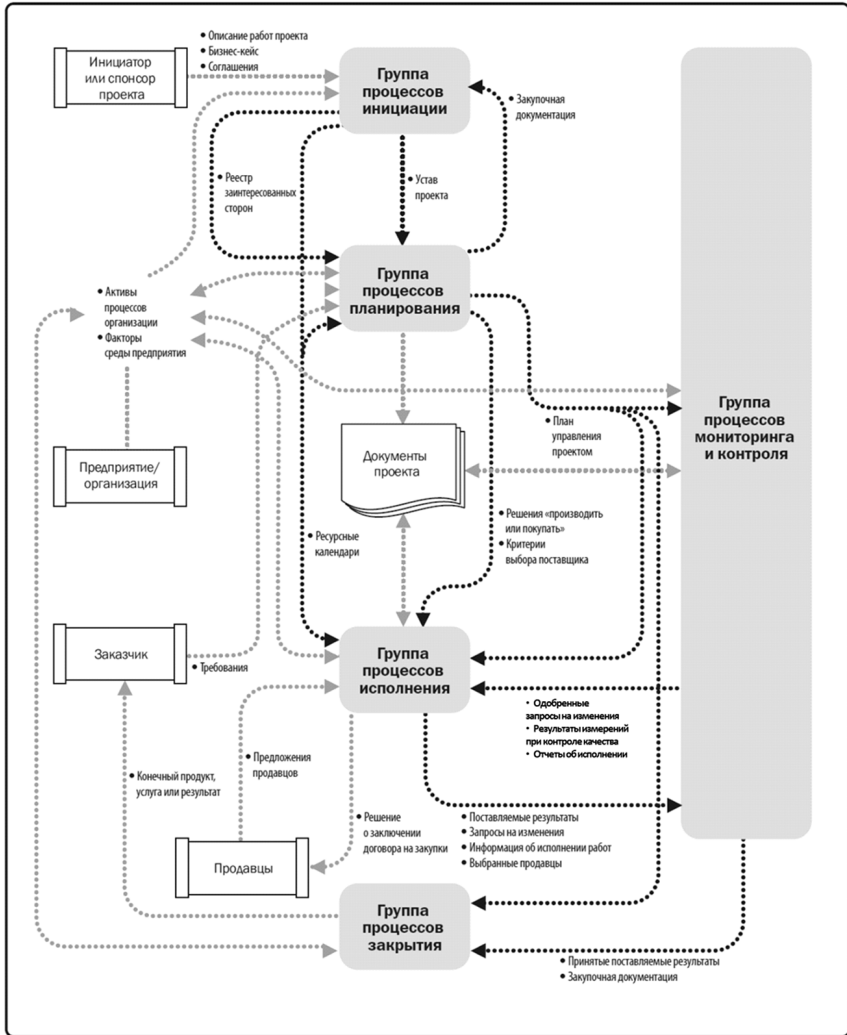 Инициатор
или спонсор
проекта
• Описание работ проекта
• Бизнес-кейс
• Соглашения
Группа
процессов
инициации
• Закупочная
документация
• Реестр
заинтересованных
сторон
• Устав
проекта
Группа
процессов
планирования
• Активы
процессов
организации
• Факторы
среды предприятия
Группа
процессов
мониторинга
и контроля
• План
управления
проектом
Предприятие/
организация
Документы
проекта
• Решения «производить
или покупать»
• Критерии
выбора поставщика
• Ресурсные
календари
Заказчик
• Требования
Группа
процессов
исполнения
• Одобренные
запросы на изменения
• Результаты измерений
при контроле качества
• Отчеты об исполнении
• Предложения
продавцов
• Конечный продукт,
услуга или результат
• Решение
о заключении
договора на закупки
• Поставляемые результаты
• Запросы на изменения
• Информация об исполнении работ
• Выбранные продавцы
Продавцы
Группа
процессов
закрытия
• Принятые поставляемые результаты
• Закупочная документация